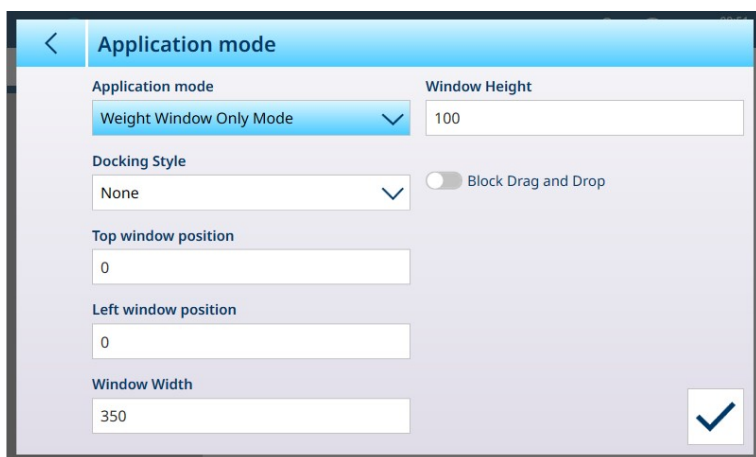 Application mode
Application mode
Weight Window Only Mode
Docking Style
None
Top window position
0
Left window position
0
Window Width
350
Window Height
100
Block Drag and Drop